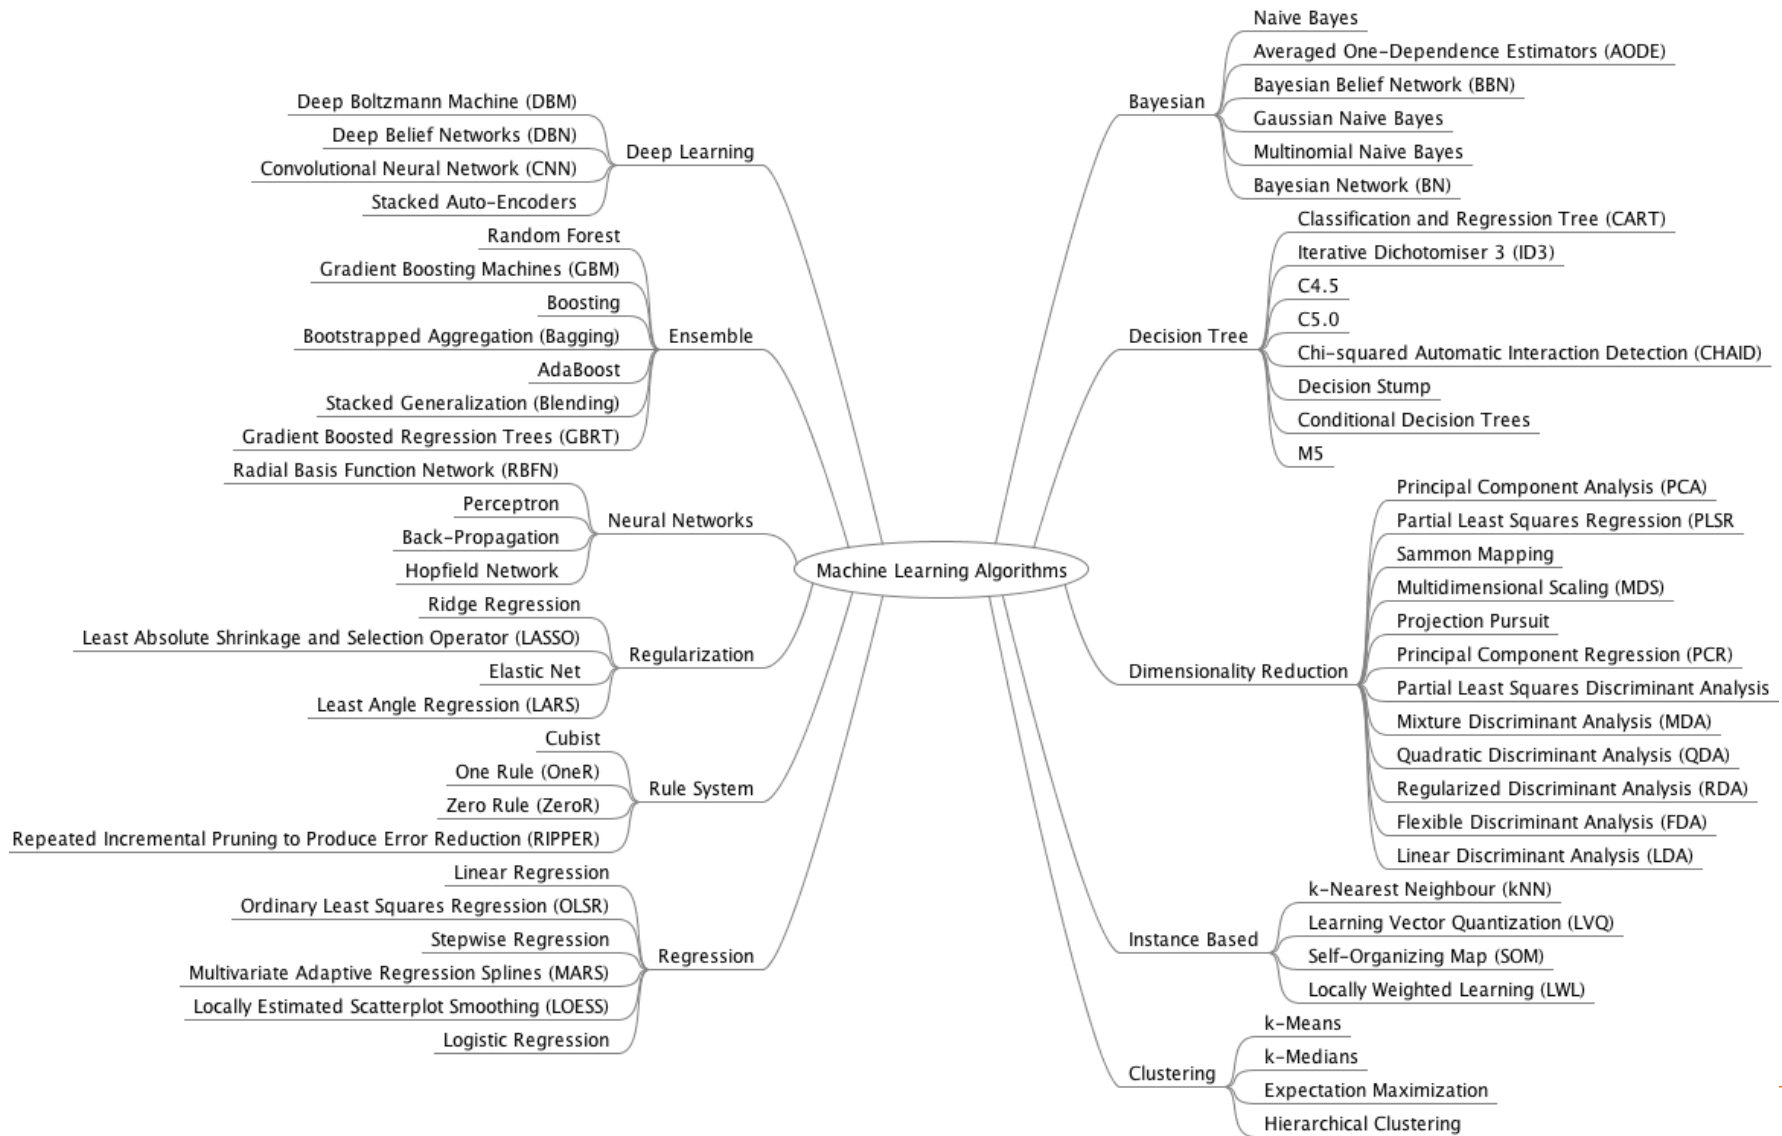 Machine Learning Algorithms
Deep Learning
Deep Boltzmann Machine (DBM)
Deep Belief Networks (DBN)
Convolutional Neural Network (CNN)
Stacked Auto-Encoders
Ensemble
Random Forest
Gradient Boosting Machines (GBM)
Boosting
Bootstrapped Aggregation (Bagging)
AdaBoost
Stacked Generalization (Blending)
Gradient Boosted Regression Trees (GBRT)
Neural Networks
Radial Basis Function Network (RBFN)
Perceptron
Back-Propagation
Hopfield Network
Regularization
Ridge Regression
Least Absolute Shrinkage and Selection Operator (LASSO)
Elastic Net
Least Angle Regression (LARS)
Rule System
Cubist
One Rule (OneR)
Zero Rule (ZeroR)
Repeated Incremental Pruning to Produce Error Reduction (RIPPER)
Regression
Linear Regression
Ordinary Least Squares Regression (OLSR)
Stepwise Regression
Multivariate Adaptive Regression Splines (MARS)
Locally Estimated Scatterplot Smoothing (LOESS)
Logistic Regression
Bayesian
Naive Bayes
Averaged One-Dependence Estimators (AODE)
Bayesian Belief Network (BBN)
Gaussian Naive Bayes
Multinomial Naive Bayes
Bayesian Network (BN)
Decision Tree
Classification and Regression Tree (CART)
Iterative Dichotomiser 3 (ID3)
C4.5
C5.0
Chi-squared Automatic Interaction Detection (CHAID)
Decision Stump
Conditional Decision Trees
M5
Dimensionality Reduction
Principal Component Analysis (PCA)
Partial Least Squares Regression (PLSR
Sammon Mapping
Multidimensional Scaling (MDS)
Projection Pursuit
Principal Component Regression (PCR)
Partial Least Squares Discriminant Analysis
Mixture Discriminant Analysis (MDA)
Quadratic Discriminant Analysis (QDA)
Regularized Discriminant Analysis (RDA)
Flexible Discriminant Analysis (FDA)
Linear Discriminant Analysis (LDA)
Instance Based
k-Nearest Neighbour (kNN)
Learning Vector Quantization (LVQ)
Self-Organizing Map (SOM)
Locally Weighted Learning (LWL)
Clustering
k-Means
k-Medians
Expectation Maximization
Hierarchical Clustering